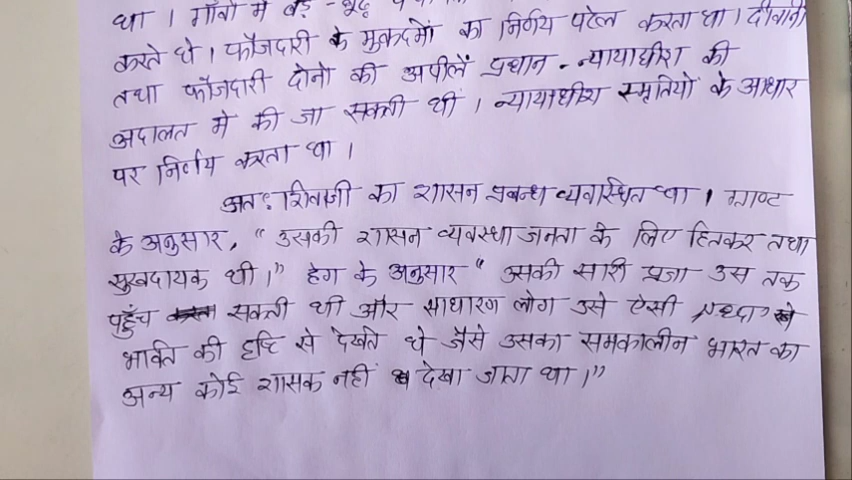 था । गाँवो में बड़े - बूढ़े
करते थे । फौजदारी के मुकदमों का निर्णय पटेल करता था । दीवानी
तथा फौजदारी दोनो की अपीलें प्रधान - न्यायाधीश की
अदालत में की जा सकती थी । न्यायाधीश स्मृतियों के आधार
पर निर्णय करता था ।
अतः शिवाजी का शासन प्रबन्ध व्यवस्थित था । ग्राण्ट
के अनुसार, “ उसकी शासन व्यवस्था जनता के लिए हितकर तथा
सुखदायक थी ।” हेग के अनुसार “ उसकी सारी प्रजा उस तक
पहुँच सकती थी और साधारण लोग उसे ऐसी श्रद्धा
भक्ति की दृष्टि से देखते थे जैसे उसका समकालीन भारत का
अन्य कोई शासक नहीं देखा जाता था ।”